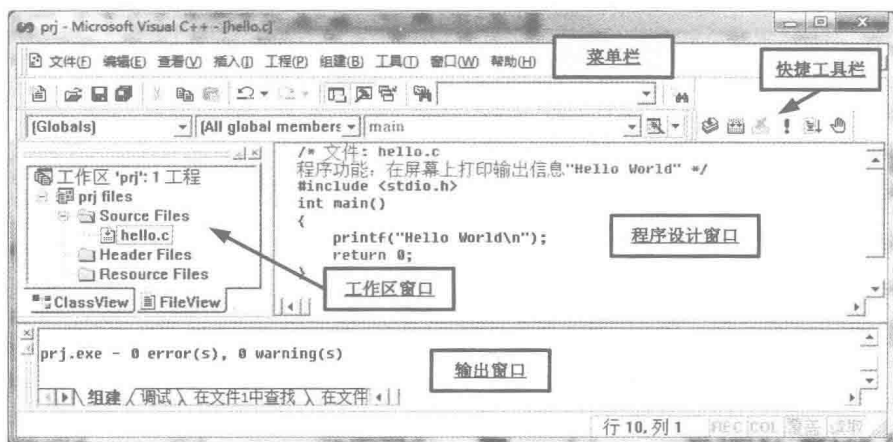 prj - Microsoft Visual C++ - [hello.c]
文件(F) 编辑(E) 查看(V) 插入(I) 工程(P) 组建(B) 工具(T) 窗口(W) 帮助(H)
菜单栏
快捷工具栏
(Globals) (All global members main
工作区 'prj': 1 工程
prj files
Source Files
hello.c
Header Files
Resource Files
ClassView FileView
工作区窗口
/* 文件: hello.c
程序功能: 在屏幕上打印输出信息"Hello World" */
#include <stdio.h>
int main()
{
printf("Hello World\n");
return 0;
}
程序设计窗口
prj.exe - 0 error(s), 0 warning(s)
输出窗口
组建 调试 在文件1中查找 在文件
行 10, 列 1 REC COL 覆盖 读取